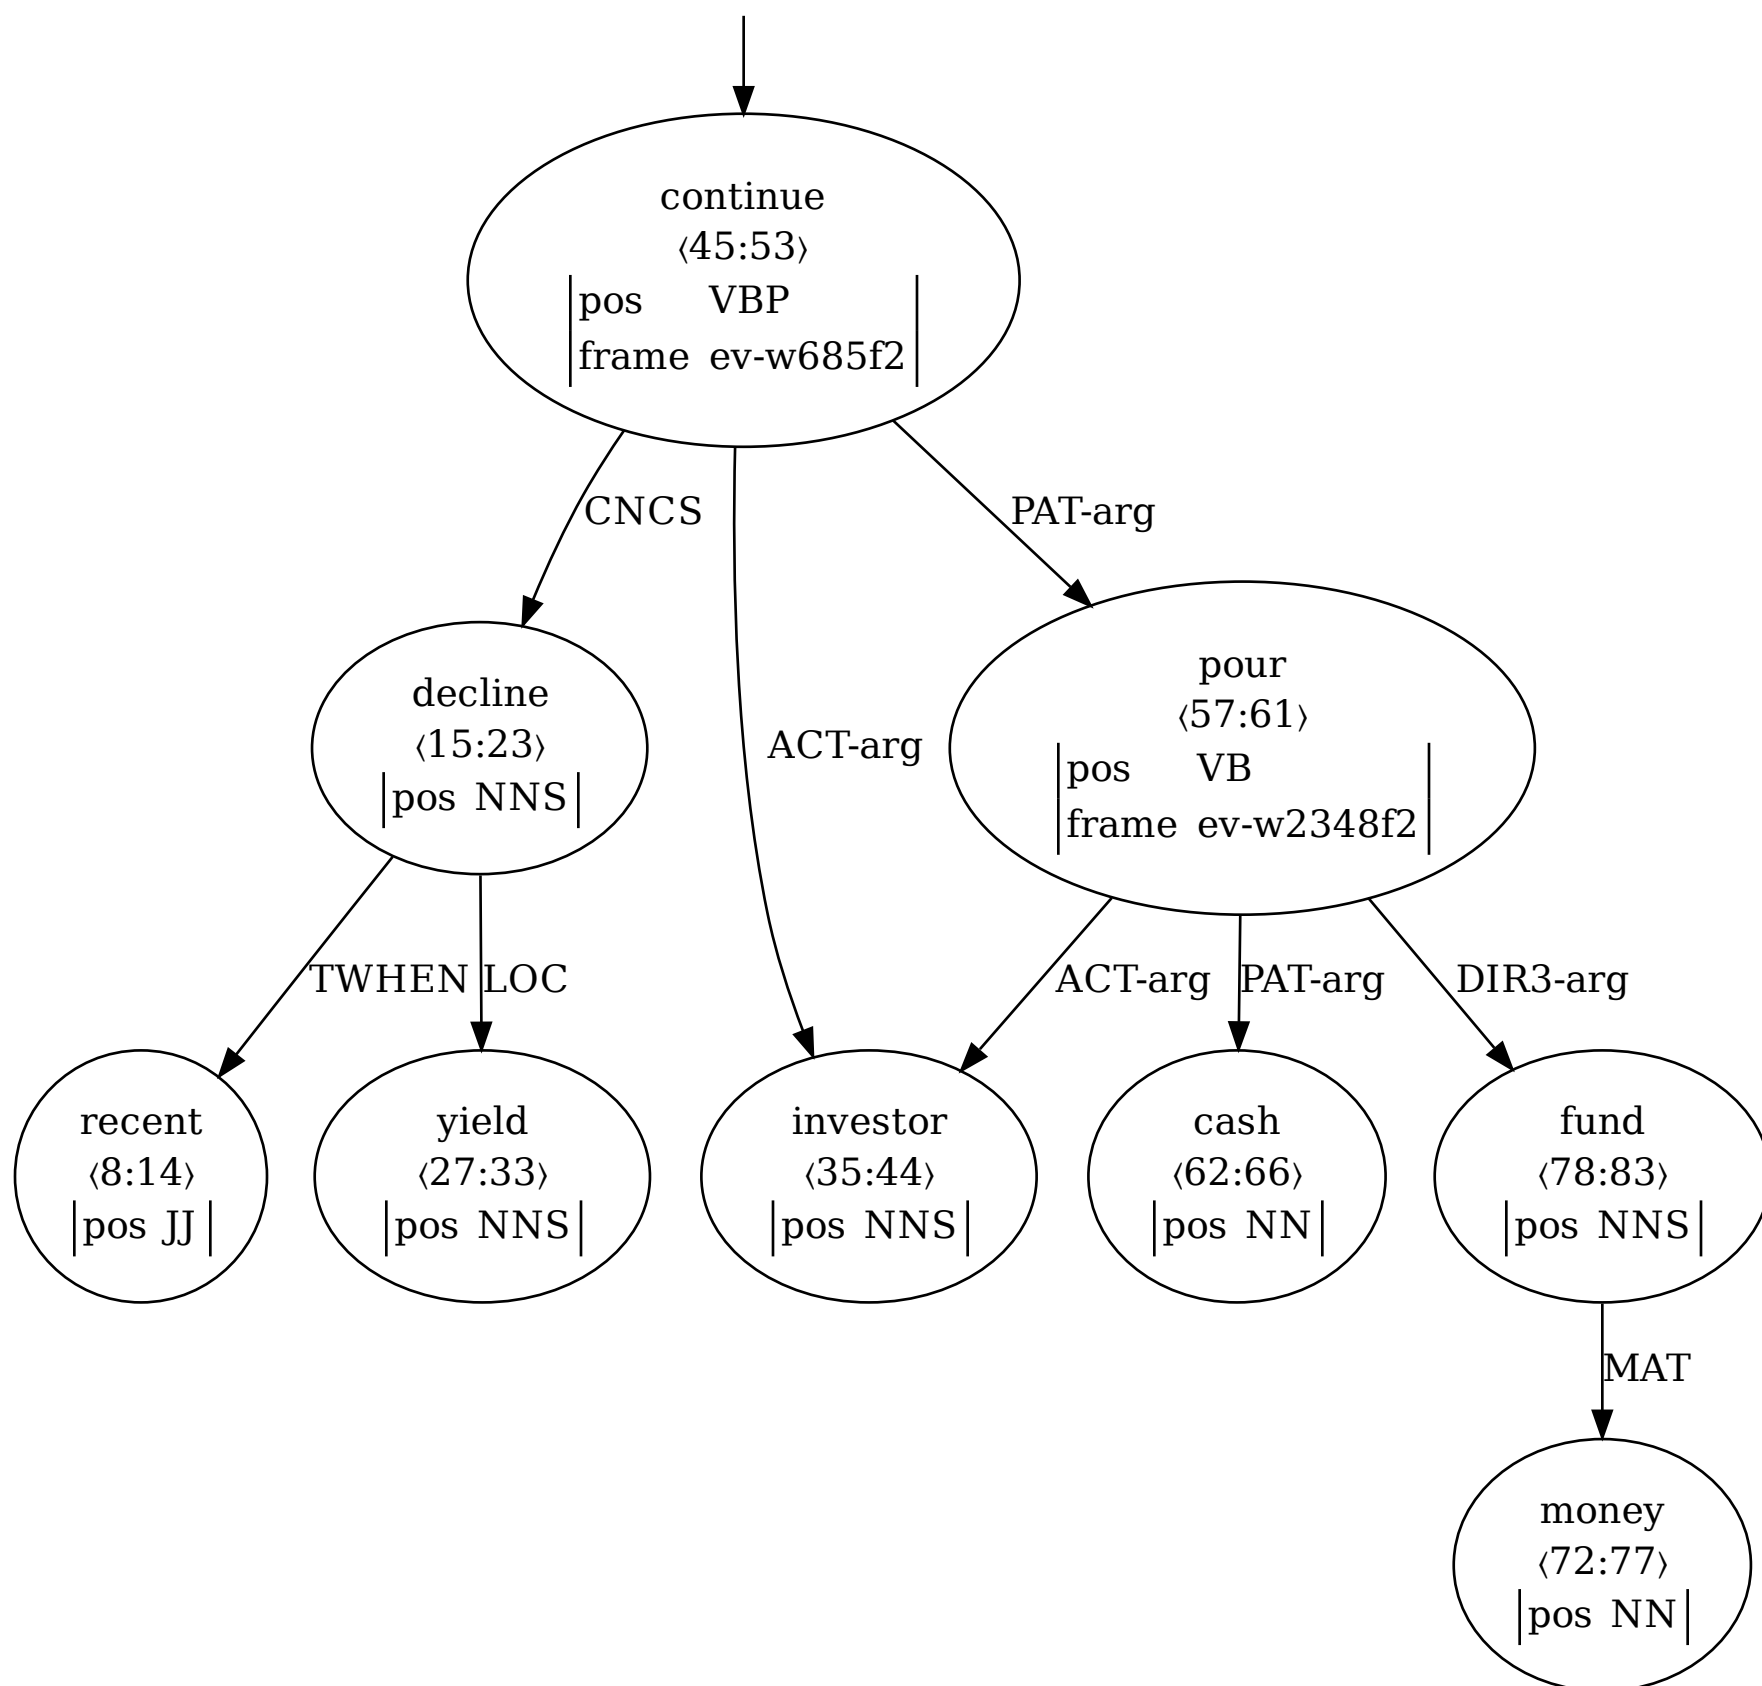 continue
⟨45:53⟩
pos VBP
frame ev-w685f2
CNCS
PAT-arg
decline
⟨15:23⟩
pos NNS
ACT-arg
pour
⟨57:61⟩
pos VB
frame ev-w2348f2
TWHEN
LOC
ACT-arg
PAT-arg
DIR3-arg
recent
⟨8:14⟩
pos JJ
yield
⟨27:33⟩
pos NNS
investor
⟨35:44⟩
pos NNS
cash
⟨62:66⟩
pos NN
fund
⟨78:83⟩
pos NNS
MAT
money
⟨72:77⟩
pos NN